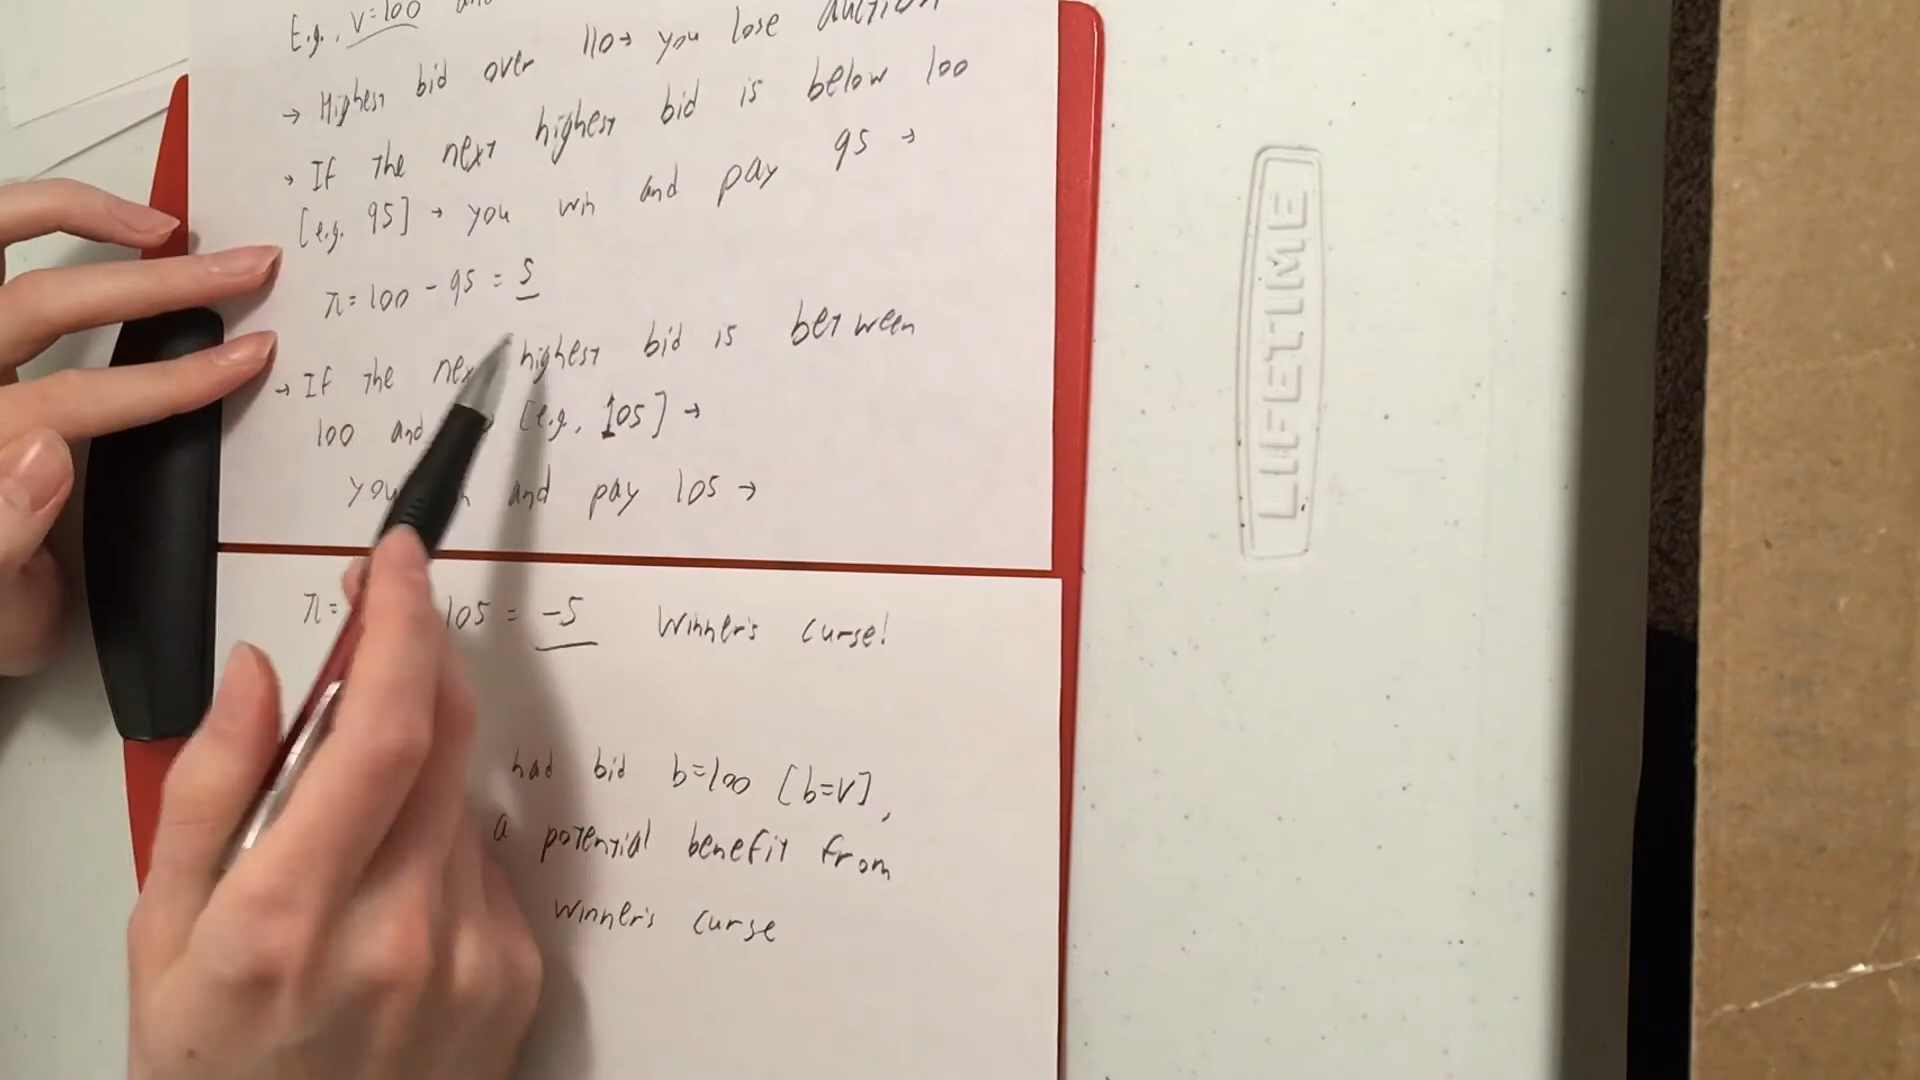 E.g. V=100
→ Highest bid over 110→ you lose auction
→ If the next highest bid is below 100
[e.g. 95] → you win and pay 95 →
π=100-95=5
→ If the next highest bid is between
100 and [e.g. 105] →
you and pay 105 →
π= 105 = -5 Winner's curse!
had bid b=100 [b=V],
a potential benefit from
winner's curse
LIFETIME